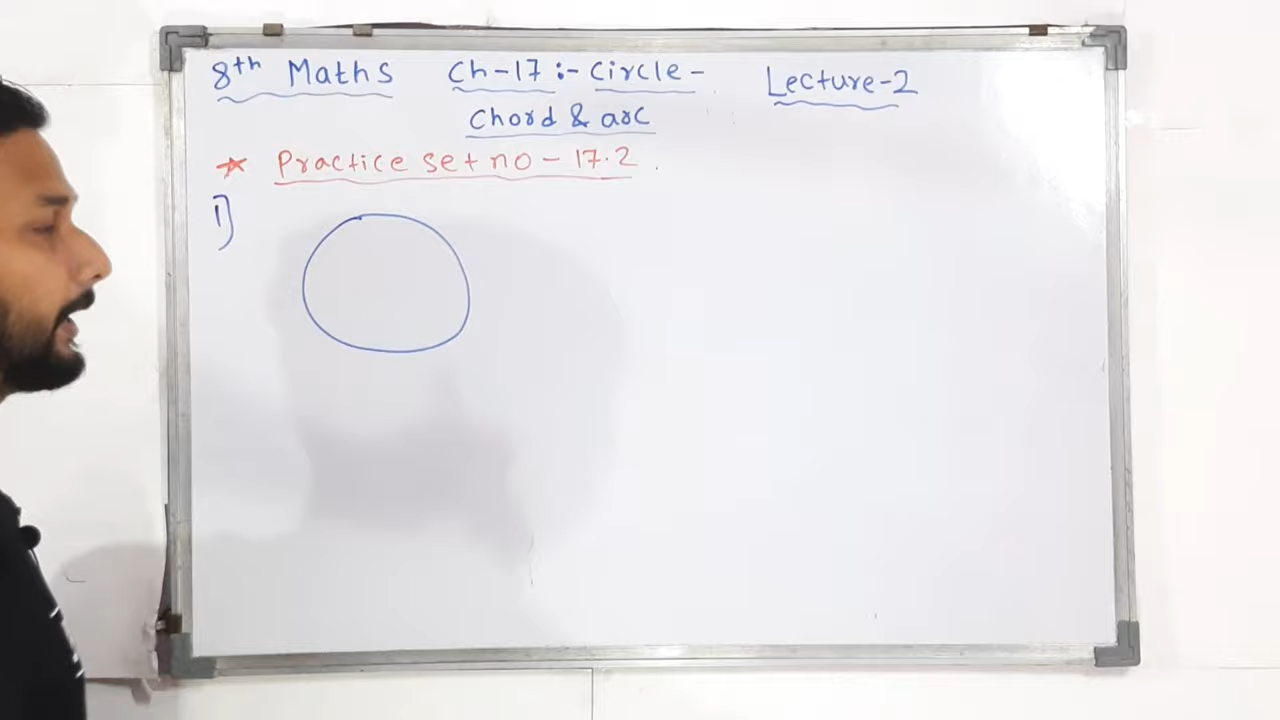 8th Maths Ch-17 :- Circle - Lecture-2
Chord & arc
★ Practice set no - 17.2.
1)